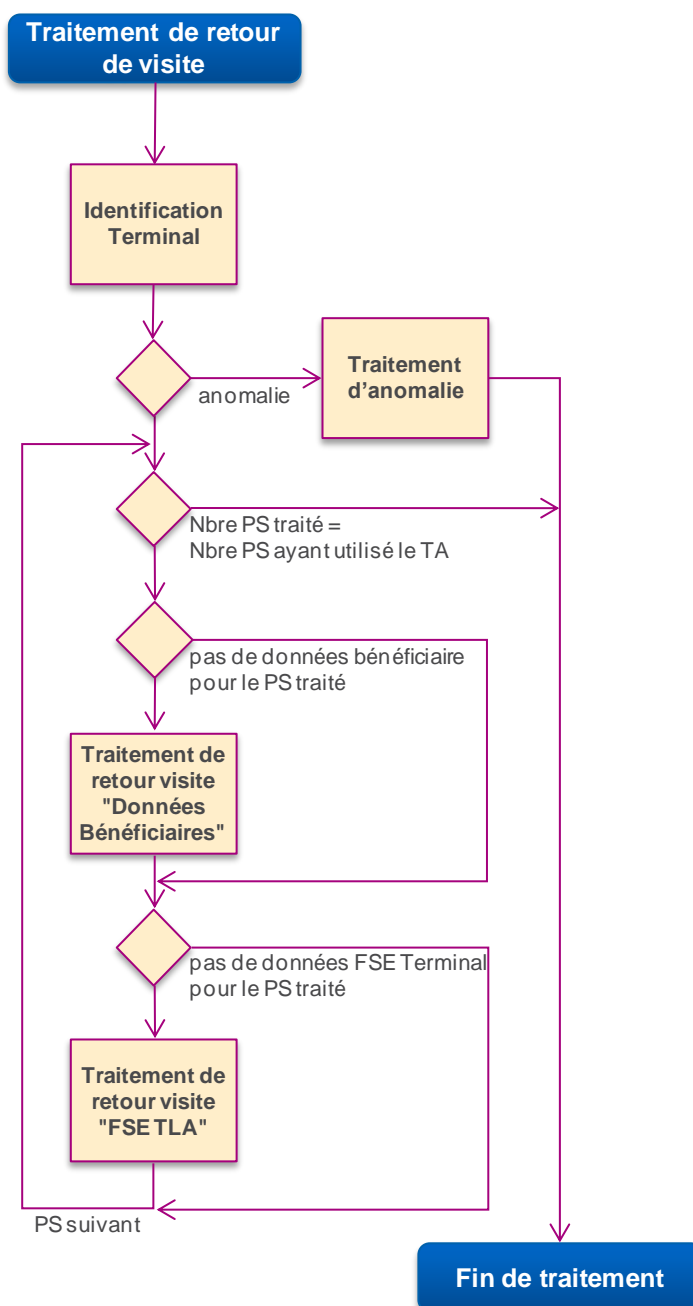 Traitement de retour
de visite
Identification
Terminal
anomalie
Traitement
d'anomalie
Nbre PS traité =
Nbre PS ayant utilisé le TA
pas de données bénéficiaire
pour le PS traité
Traitement de
retour visite
"Données
Bénéficiaires"
pas de données FSE Terminal
pour le PS traité
Traitement de
retour visite
"FSE TLA"
PS suivant
Fin de traitement